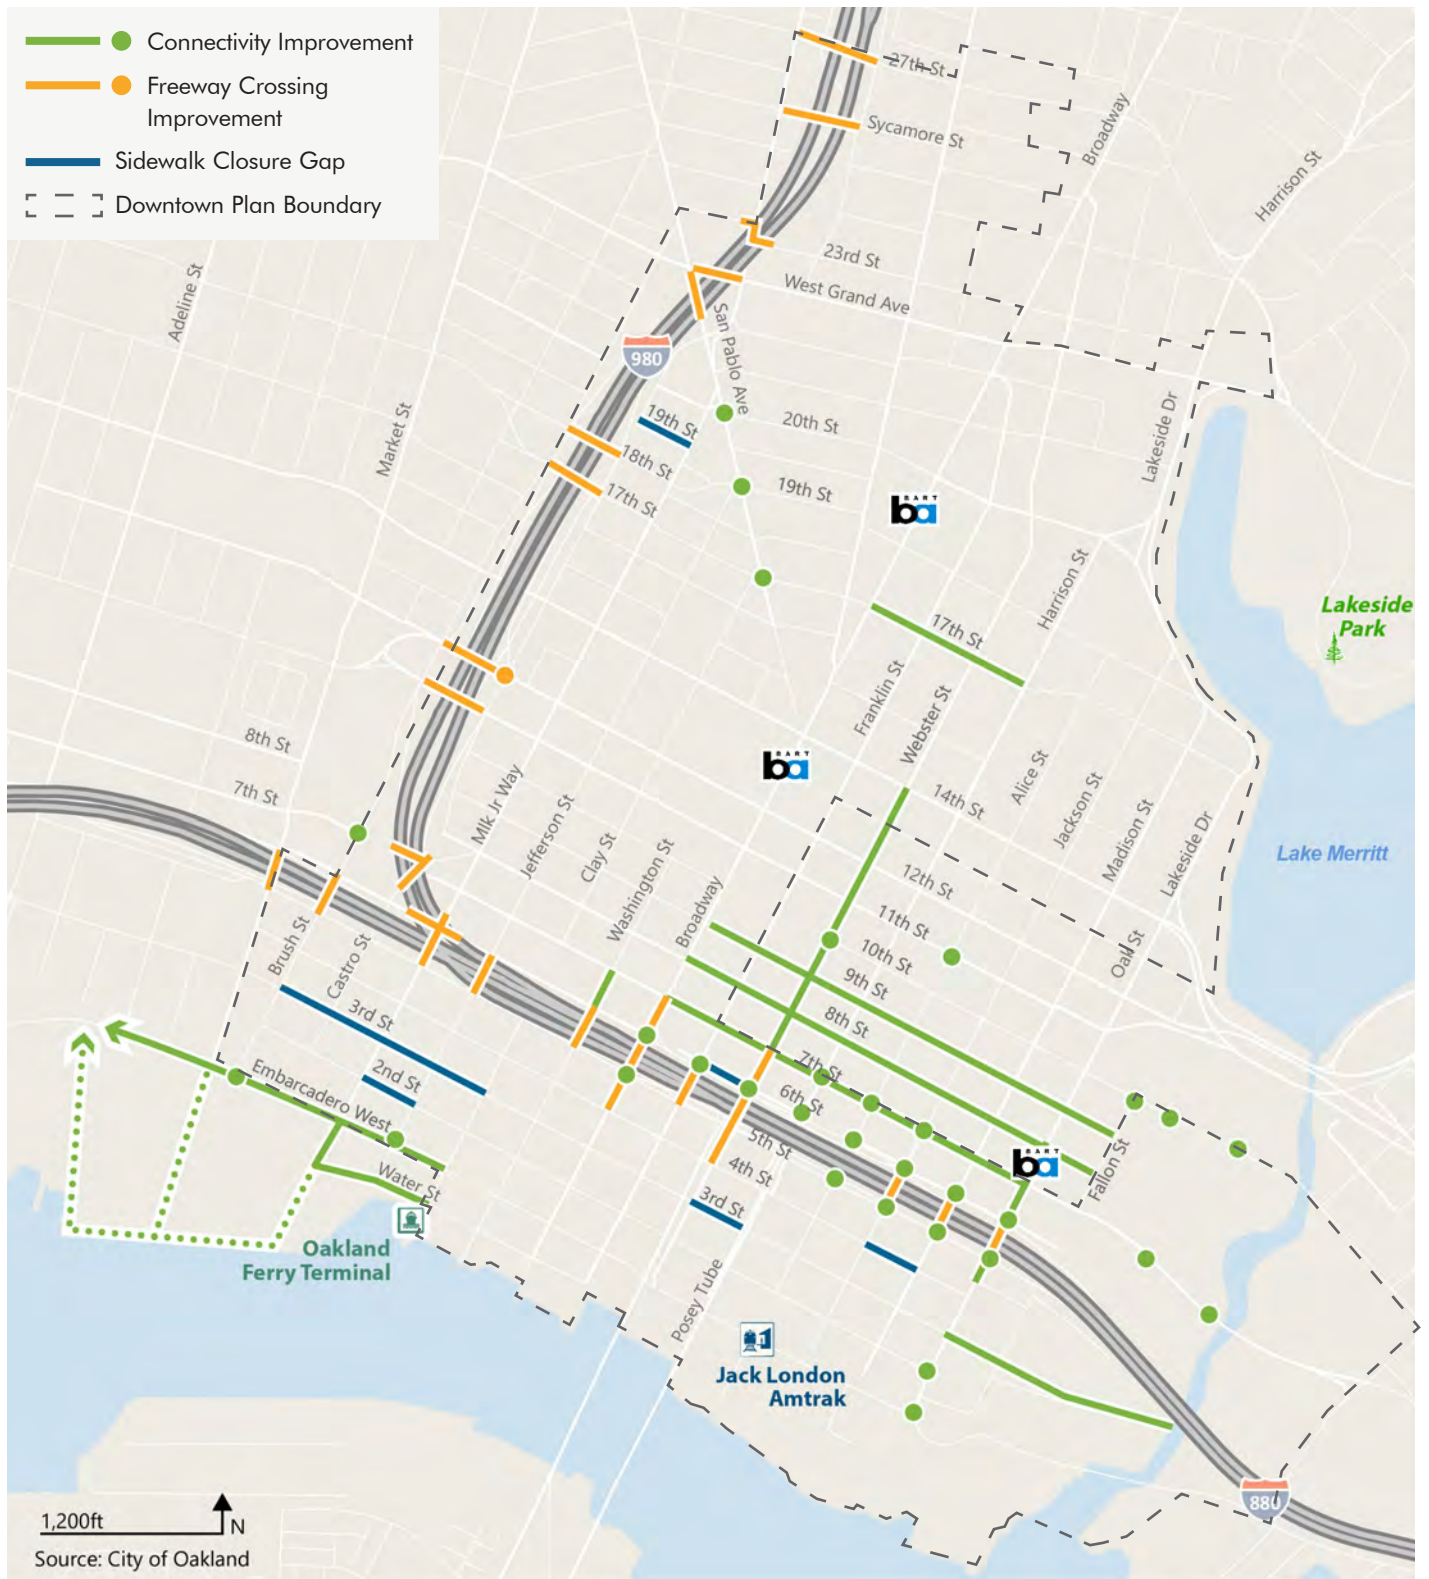 Connectivity Improvement
Freeway Crossing
Improvement
Sidewalk Closure Gap
Downtown Plan Boundary
27th St
Sycamore St
Broadway
Harrison St
23rd St
West Grand Ave
Adeline St
San Pablo Ave
980
Market St
19th St
20th St
Lakeside Dr
18th St
17th St
19th St
BART
ba
Harrison St
Lakeside
Park
17th St
Franklin St
Webster St
8th St
7th St
BART
ba
Mlk Jr Way
Jefferson St
Clay St
Washington St
Broadway
14th St
Alice St
Jackson St
Madison St
Lakeside Dr
Lake Merritt
12th St
11th St
10th St
9th St
8th St
Oak St
Brush St
Castro St
3rd St
2nd St
Embarcadero West
Water St
7th St
6th St
5th St
4th St
3rd St
BART
ba
Fallon St
Oakland
Ferry Terminal
Posey Tube
Jack London
Amtrak
880
1,200ft
N
Source: City of Oakland